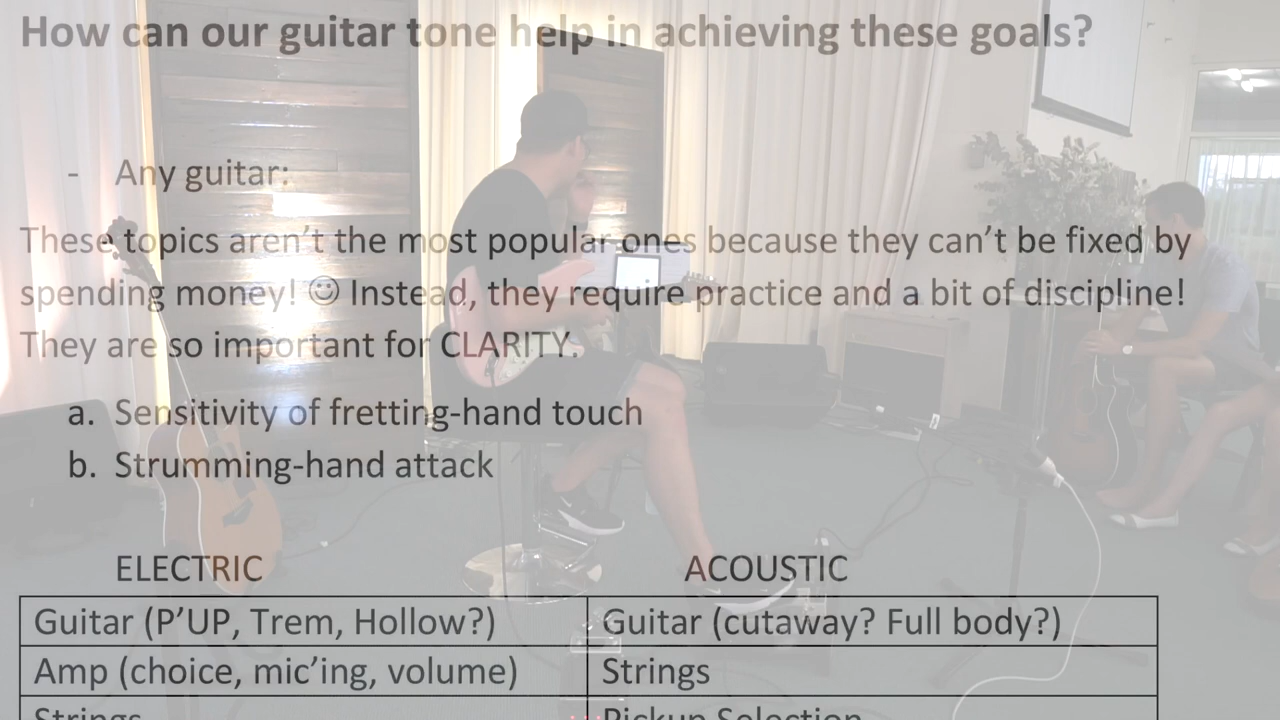 How can our guitar tone help in achieving these goals?
- Any guitar:
These topics aren't the most popular ones because they can't be fixed by
spending money! ☺ Instead, they require practice and a bit of discipline!
They are so important for CLARITY.
a. Sensitivity of fretting-hand touch
b. Strumming-hand attack
ELECTRIC ACOUSTIC
Guitar (P'UP, Trem, Hollow?) Guitar (cutaway? Full body?)
Amp (choice, mic'ing, volume) Strings
Strings Pickup Selection